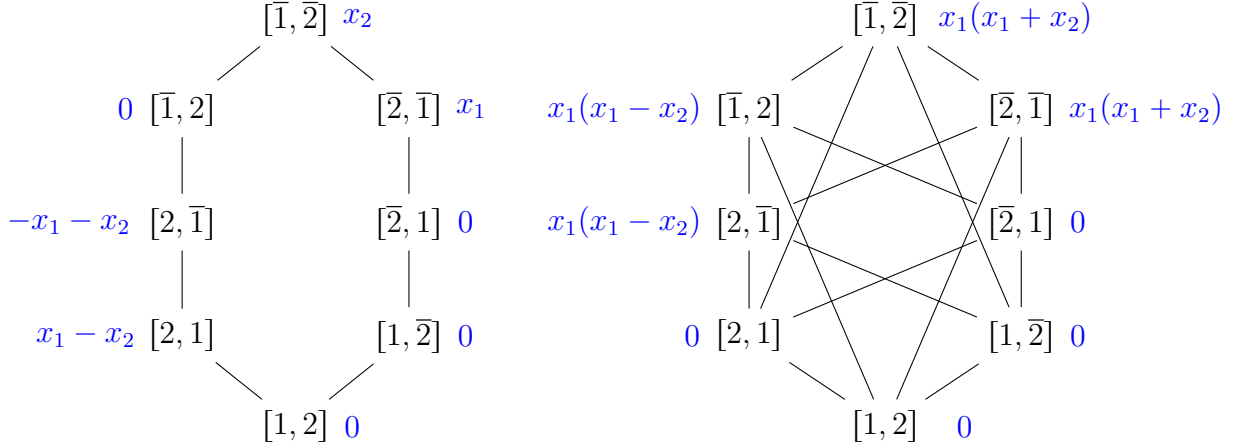 [1̅, 2̅] x₂
0 [1̅, 2]
[2̅, 1̅] x₁
−x₁ − x₂ [2, 1̅]
[2̅, 1] 0
x₁ − x₂ [2, 1]
[1, 2̅] 0
[1, 2] 0
[1̅, 2̅] x₁(x₁ + x₂)
x₁(x₁ − x₂) [1̅, 2]
[2̅, 1̅] x₁(x₁ + x₂)
x₁(x₁ − x₂) [2, 1̅]
[2̅, 1] 0
0 [2, 1]
[1, 2̅] 0
[1, 2] 0